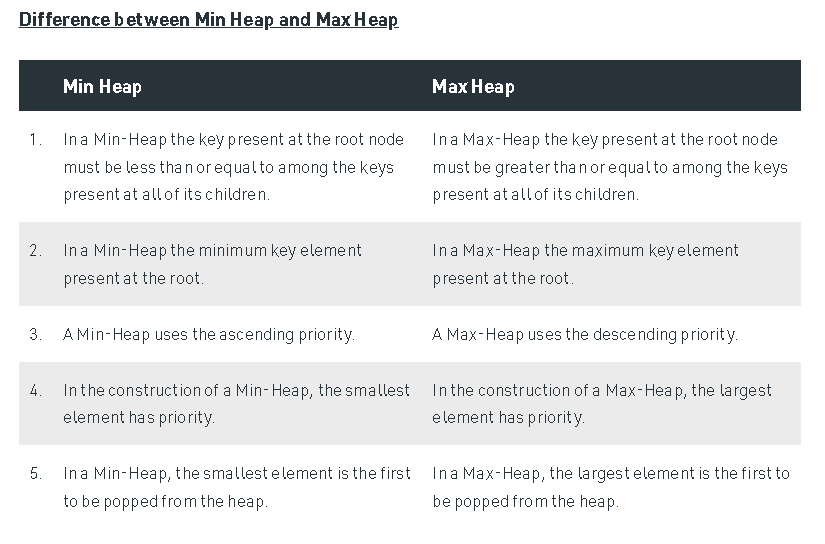 Difference between Min Heap and Max Heap
Min Heap
Max Heap
1. In a Min-Heap the key present at the root node
must be less than or equal to among the keys
present at all of its children.
In a Max-Heap the key present at the root node
must be greater than or equal to among the keys
present at all of its children.
2. In a Min-Heap the minimum key element
present at the root.
In a Max-Heap the maximum key element
present at the root.
3. A Min-Heap uses the ascending priority.
A Max-Heap uses the descending priority.
4. In the construction of a Min-Heap, the smallest
element has priority.
In the construction of a Max-Heap, the largest
element has priority.
5. In a Min-Heap, the smallest element is the first
to be popped from the heap.
In a Max-Heap, the largest element is the first to
be popped from the heap.